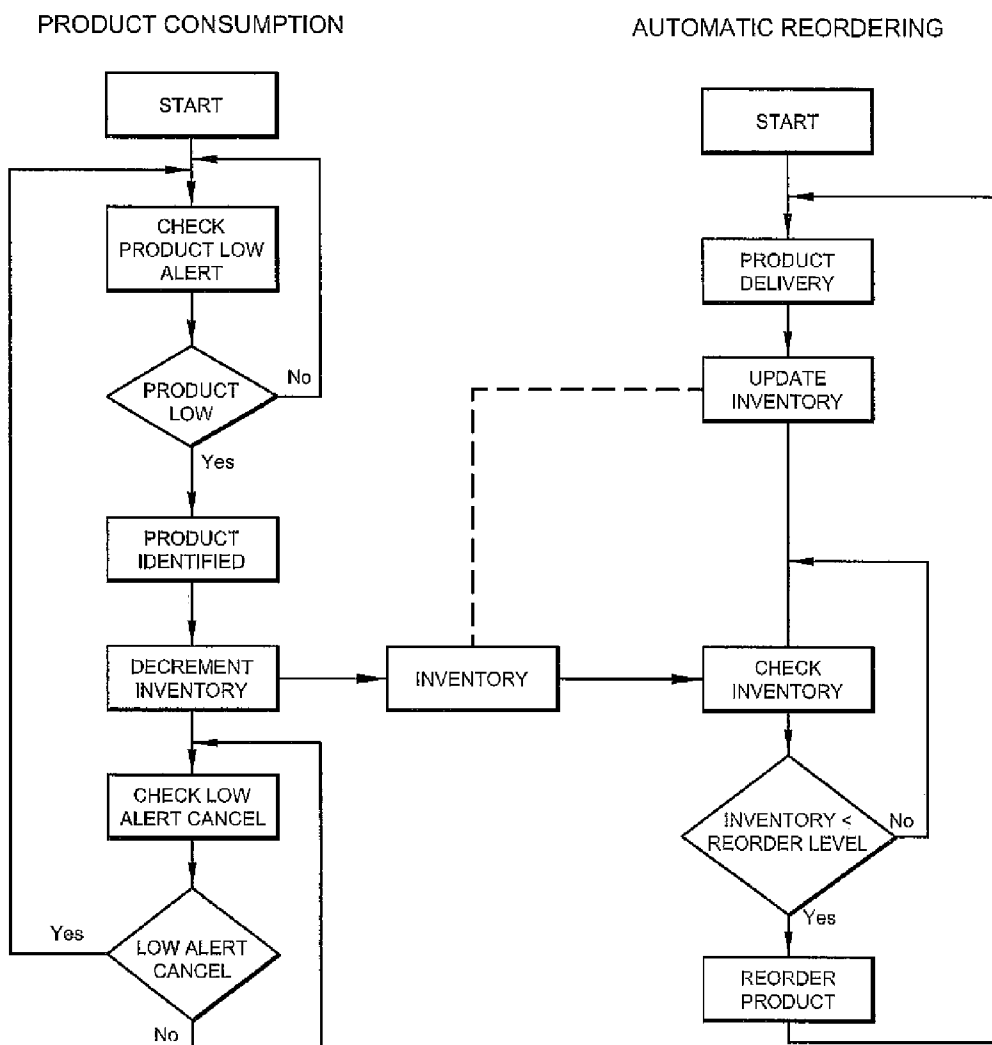 PRODUCT CONSUMPTION
START
CHECK
PRODUCT LOW
ALERT
PRODUCT
LOW
No
Yes
PRODUCT
IDENTIFIED
DECREMENT
INVENTORY
CHECK LOW
ALERT CANCEL
LOW ALERT
CANCEL
Yes
No
INVENTORY
AUTOMATIC REORDERING
START
PRODUCT
DELIVERY
UPDATE
INVENTORY
CHECK
INVENTORY
INVENTORY <
REORDER LEVEL
No
Yes
REORDER
PRODUCT